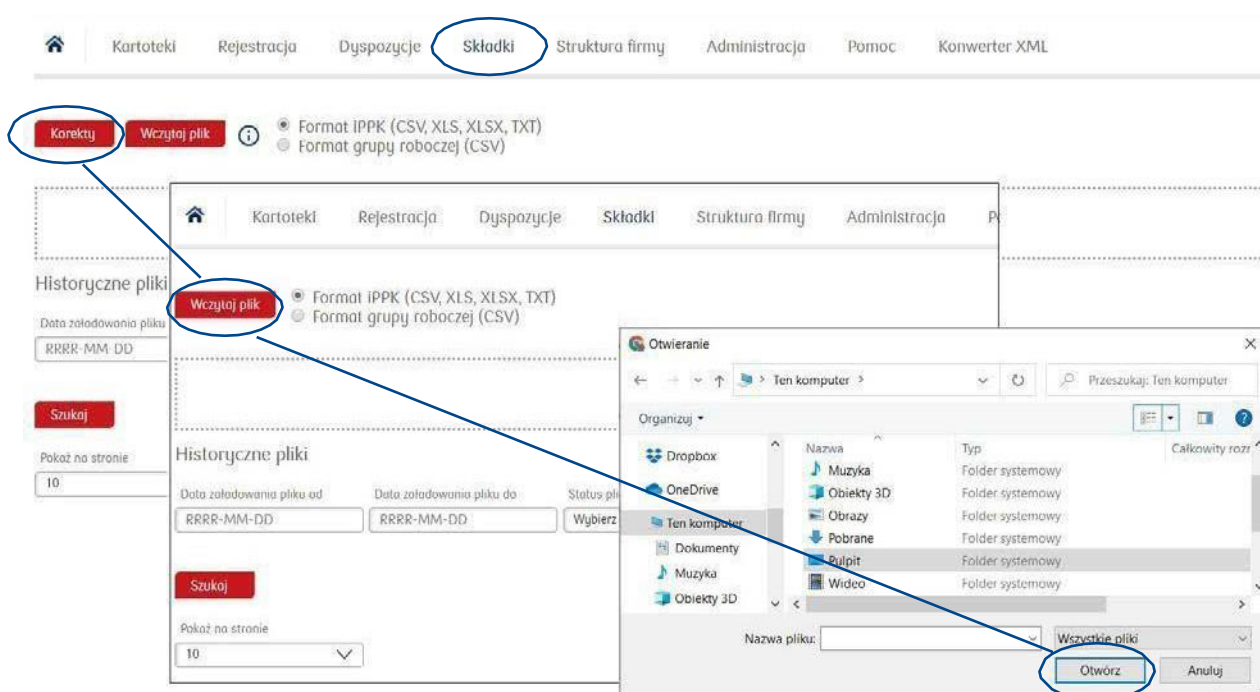 Kartoteki Rejestracja Dyspozycje Składki Struktura firmy Administracja Pomoc Konwerter XML
Korekty Wczytaj plik Format iPPK (CSV, XLS, XLSX, TXT)
Format grupy roboczej (CSV)
Historyczne pliki
Data załadowania pliku
RRRR-MM-DD
Szukaj
Pokaż na stronie
10
Kartoteki Rejestracja Dyspozycje Składki Struktura firmy Administracja
Wczytaj plik Format iPPK (CSV, XLS, XLSX, TXT)
Format grupy roboczej (CSV)
Historyczne pliki
Data załadowania pliku od Data załadowania pliku do Status pli
RRRR-MM-DD RRRR-MM-DD Wybierz
Szukaj
Pokaż na stronie
10
Otwieranie
Ten komputer Przeszukaj: Ten komputer
Organizuj
Dropbox
OneDrive
Ten komputer
Dokumenty
Muzyka
Obiekty 3D
Nazwa Typ Całkowity rozr
Muzyka Folder systemowy
Obiekty 3D Folder systemowy
Obrazy Folder systemowy
Pobrane Folder systemowy
Pulpit Folder systemowy
Wideo Folder systemowy
Nazwa pliku: Wszystkie pliki
Otwórz Anuluj